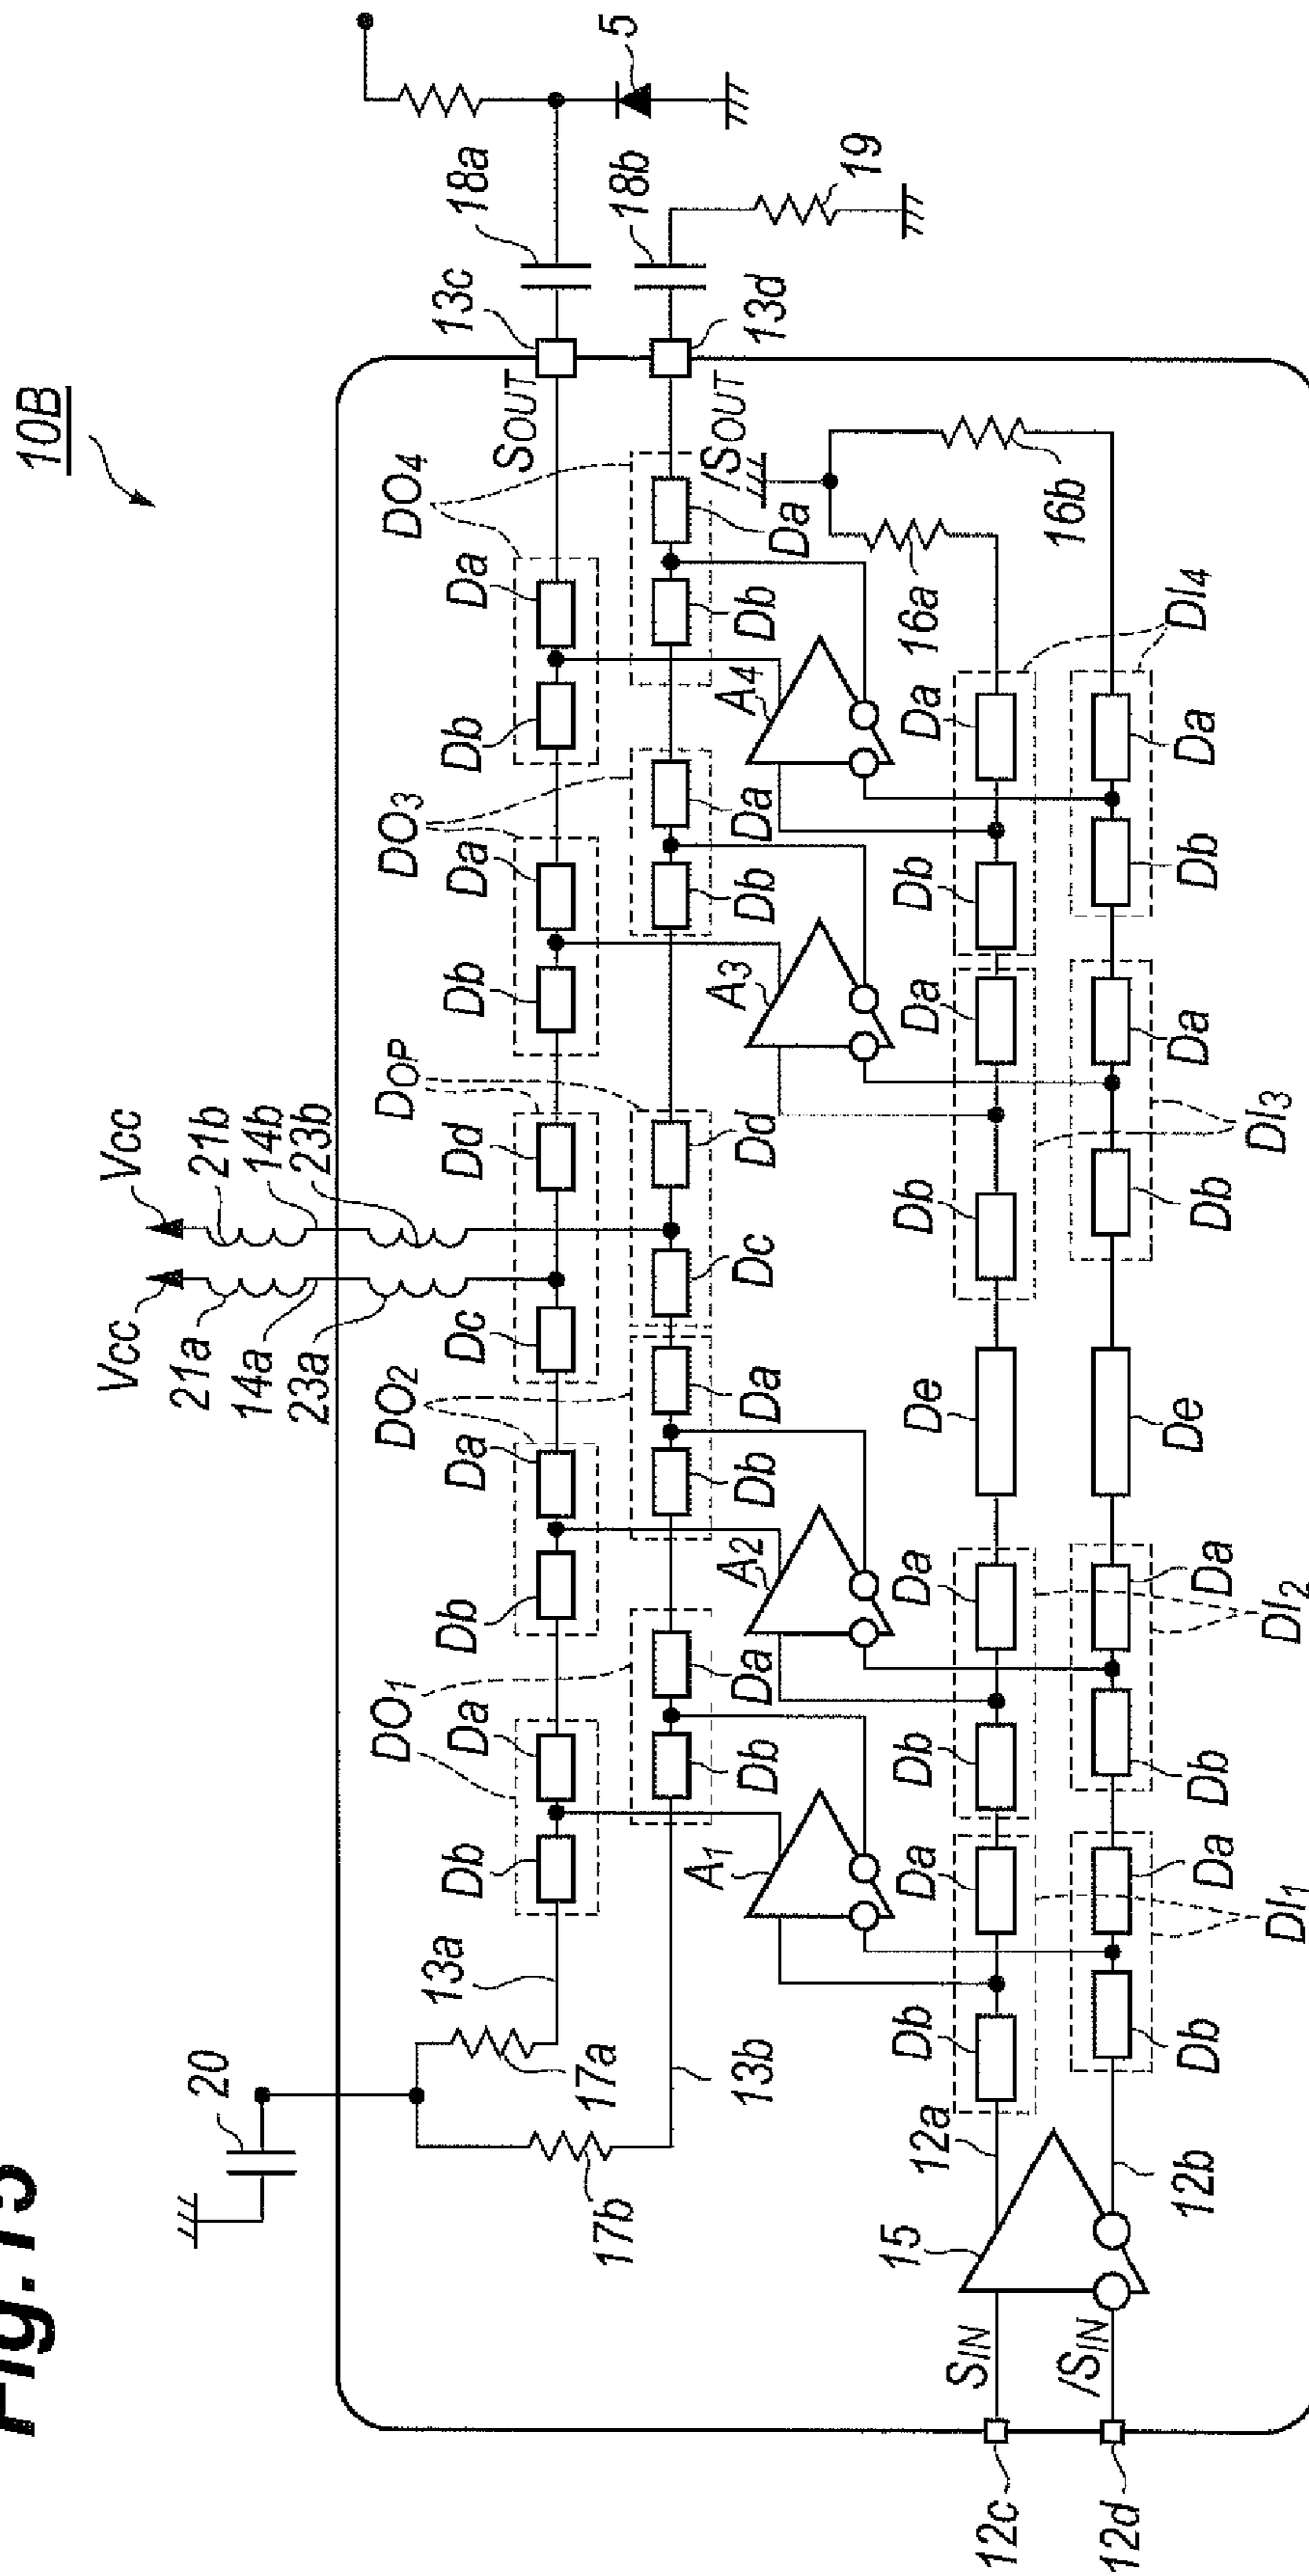 10B
Vcc
Vcc
20
21a
21b
14a
14b
23a
23b
DO1
DO2
DOP
DO3
DO4
13a
Db
Da
Db
Da
Dc
Dd
Db
Da
Db
Da
13c
18a
5
SOUT
17b
17a
18b
13b
Db
Da
Db
Da
Dc
Dd
Db
Da
Db
Da
/SOUT
13d
19
A1
A2
A3
A4
15
12a
Db
Da
Db
Da
De
Db
Da
Db
Da
16a
16b
SIN
/SIN
12c
12d
12b
Db
Da
Db
Da
De
Db
Da
Db
Da
DI1
DI2
DI3
DI4